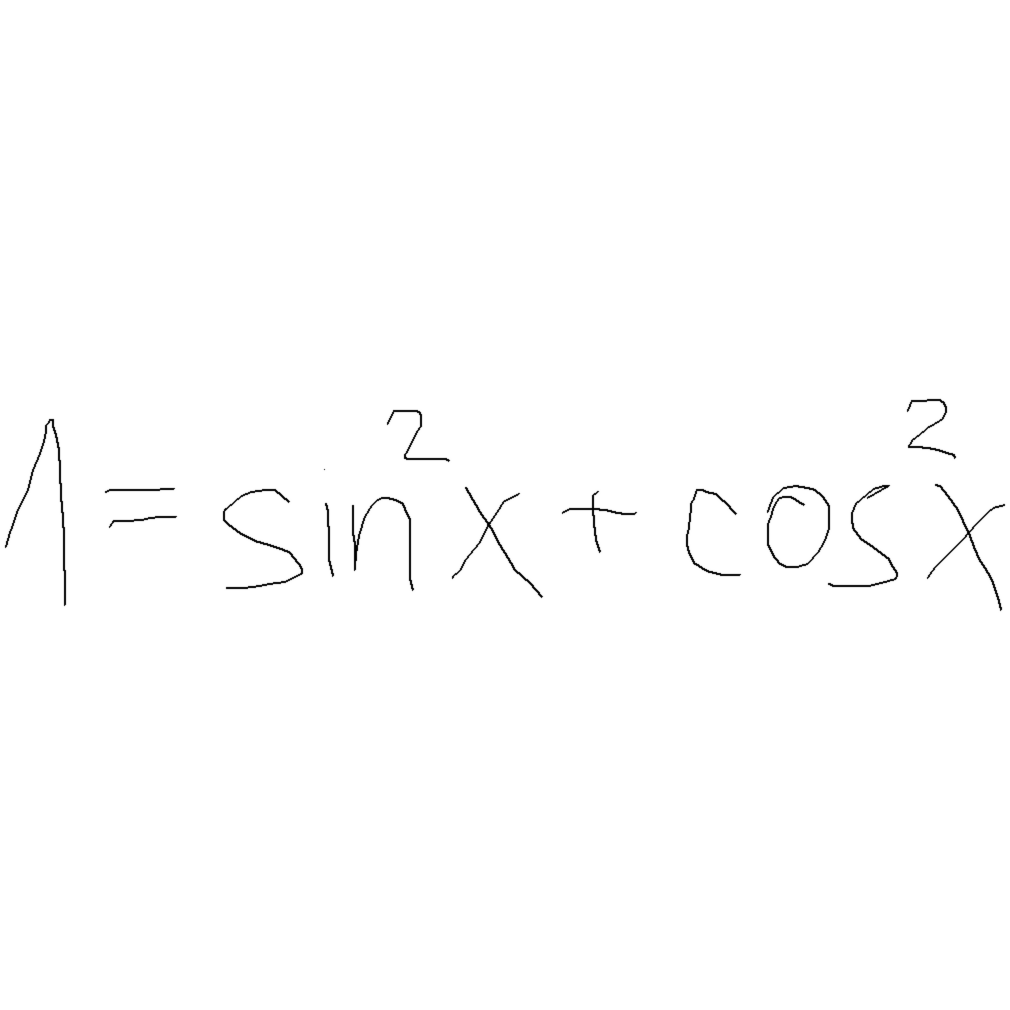 1 = sin²x + cos²x